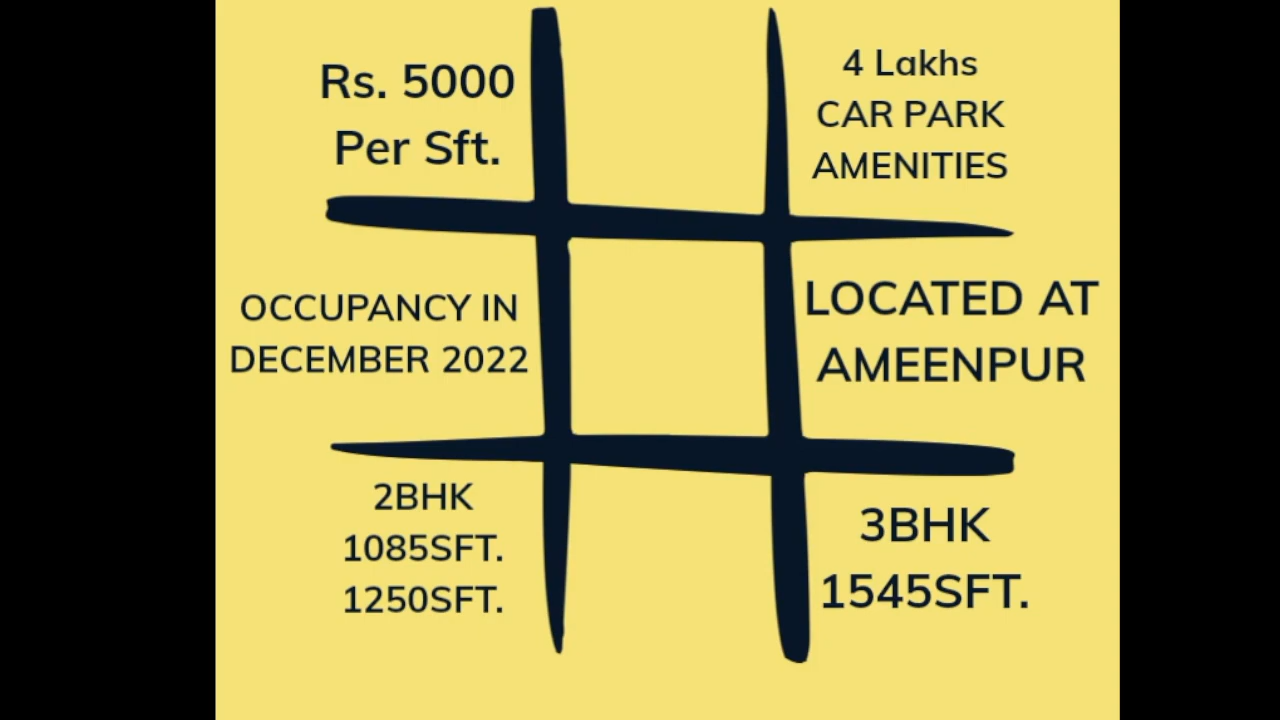 Rs. 5000
Per Sft.
4 Lakhs
CAR PARK
AMENITIES
OCCUPANCY IN
DECEMBER 2022
LOCATED AT
AMEENPUR
2BHK
1085SFT.
1250SFT.
3BHK
1545SFT.